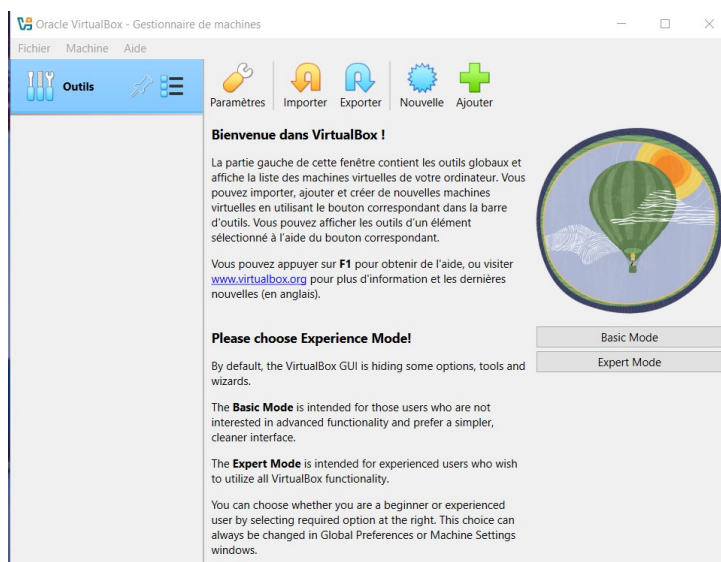 Oracle VirtualBox - Gestionnaire de machines
Fichier Machine Aide
Outils
Paramètres Importer Exporter Nouvelle Ajouter
Bienvenue dans VirtualBox !
La partie gauche de cette fenêtre contient les outils globaux et
affiche la liste des machines virtuelles de votre ordinateur. Vous
pouvez importer, ajouter et créer de nouvelles machines
virtuelles en utilisant le bouton correspondant dans la barre
d'outils. Vous pouvez afficher les outils d'un élément
sélectionné à l'aide du bouton correspondant.
Vous pouvez appuyer sur F1 pour obtenir de l'aide, ou visiter
www.virtualbox.org pour plus d'information et les dernières
nouvelles (en anglais).
Please choose Experience Mode!
By default, the VirtualBox GUI is hiding some options, tools and
wizards.
The Basic Mode is intended for those users who are not
interested in advanced functionality and prefer a simpler,
cleaner interface.
The Expert Mode is intended for experienced users who wish
to utilize all VirtualBox functionality.
You can choose whether you are a beginner or experienced
user by selecting required option at the right. This choice can
always be changed in Global Preferences or Machine Settings
windows.
Basic Mode
Expert Mode